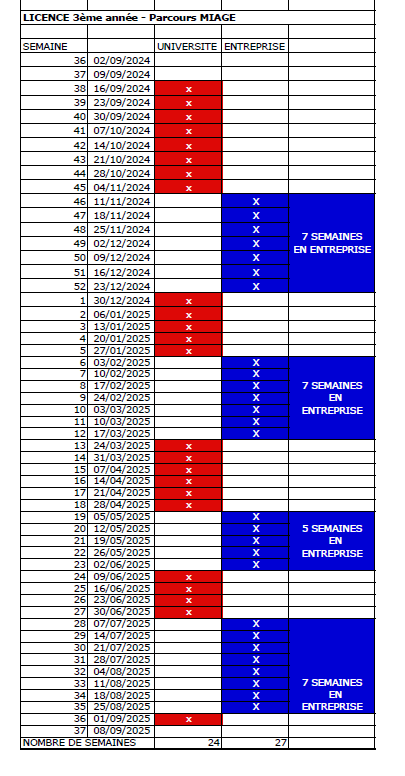 LICENCE 3ème année - Parcours MIAGE
SEMAINE UNIVERSITE ENTREPRISE
36 02/09/2024
37 09/09/2024
38 16/09/2024 x
39 23/09/2024 x
40 30/09/2024 x
41 07/10/2024 x
42 14/10/2024 x
43 21/10/2024 x
44 28/10/2024 x
45 04/11/2024 x
46 11/11/2024 X
47 18/11/2024 X
48 25/11/2024 X 7 SEMAINES
49 02/12/2024 X EN ENTREPRISE
50 09/12/2024 X
51 16/12/2024 X
52 23/12/2024 X
1 30/12/2024 x
2 06/01/2025 x
3 13/01/2025 x
4 20/01/2025 x
5 27/01/2025 x
6 03/02/2025 X
7 10/02/2025 X
8 17/02/2025 X 7 SEMAINES
9 24/02/2025 X EN
10 03/03/2025 X ENTREPRISE
11 10/03/2025 X
12 17/03/2025 X
13 24/03/2025 x
14 31/03/2025 x
15 07/04/2025 x
16 14/04/2025 x
17 21/04/2025 x
18 28/04/2025 x
19 05/05/2025 X
20 12/05/2025 X 5 SEMAINES
21 19/05/2025 X EN
22 26/05/2025 X ENTREPRISE
23 02/06/2025 X
24 09/06/2025 x
25 16/06/2025 x
26 23/06/2025 x
27 30/06/2025 x
28 07/07/2025 X
29 14/07/2025 X
30 21/07/2025 X
31 28/07/2025 X
32 04/08/2025 X
33 11/08/2025 X 7 SEMAINES
34 18/08/2025 X EN
35 25/08/2025 X ENTREPRISE
36 01/09/2025 x
37 08/09/2025
NOMBRE DE SEMAINES 24 27